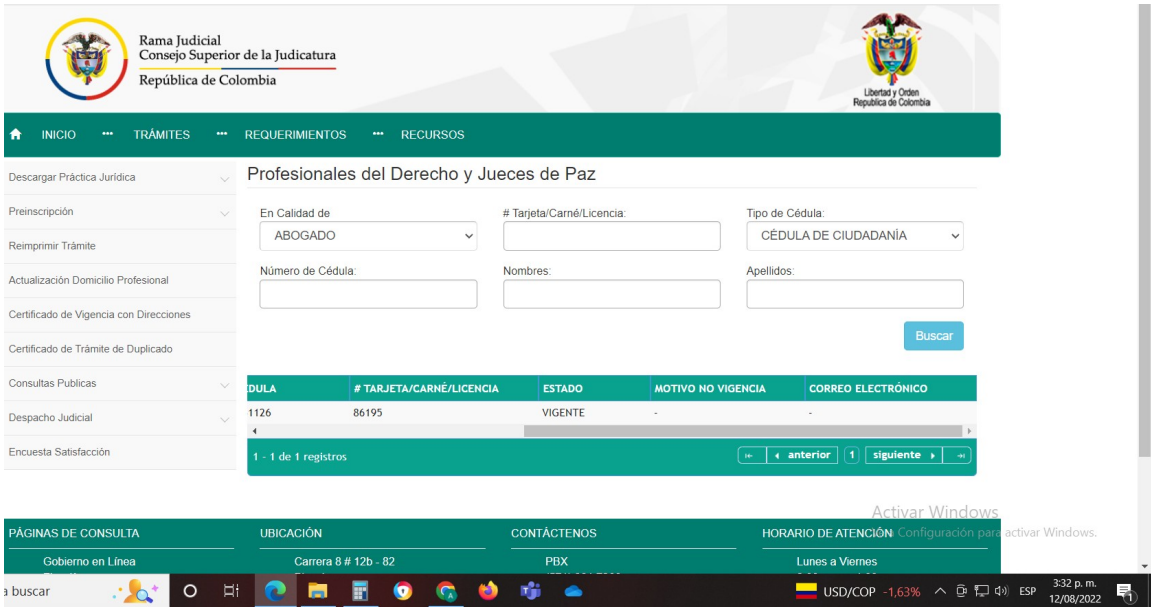 Rama Judicial
Consejo Superior de la Judicatura
República de Colombia
Libertad y Orden
Republica de Colombia
INICIO ••• TRÁMITES ••• REQUERIMIENTOS ••• RECURSOS
Descargar Práctica Jurídica
Preinscripción
Reimprimir Trámite
Actualización Domicilio Profesional
Certificado de Vigencia con Direcciones
Certificado de Trámite de Duplicado
Consultas Publicas
Despacho Judicial
Encuesta Satisfacción
Profesionales del Derecho y Jueces de Paz
En Calidad de # Tarjeta/Carné/Licencia: Tipo de Cédula:
ABOGADO CÉDULA DE CIUDADANÍA
Número de Cédula: Nombres: Apellidos:
Buscar
DULA # TARJETA/CARNÉ/LICENCIA ESTADO MOTIVO NO VIGENCIA CORREO ELECTRÓNICO
1126 86195 VIGENTE - -
1 - 1 de 1 registros anterior 1 siguiente
Activar Windows
Configuración para activar Windows.
PÁGINAS DE CONSULTA UBICACIÓN CONTÁCTENOS HORARIO DE ATENCIÓN
Gobierno en Línea Carrera 8 # 12b - 82 PBX Lunes a Viernes
a buscar USD/COP -1,63% ESP 3:32 p. m.
12/08/2022
1